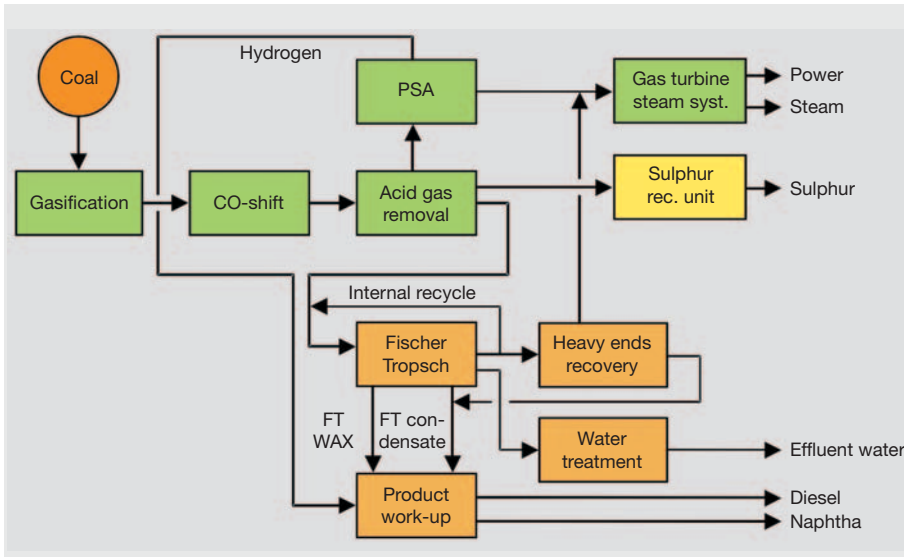 Hydrogen
Coal
PSA
Gas turbine
steam syst.
Power
Steam
Gasification
CO-shift
Acid gas
removal
Sulphur
rec. unit
Sulphur
Internal recycle
Fischer
Tropsch
Heavy ends
recovery
FT
WAX
FT con-
densate
Water
treatment
Effluent water
Product
work-up
Diesel
Naphtha